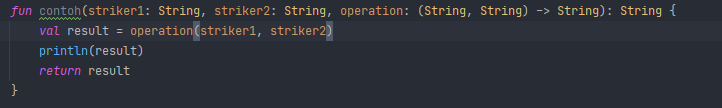 fun contoh(striker1: String, striker2: String, operation: (String, String) -> String): String {
    val result = operation(striker1, striker2)
    println(result)
    return result
}